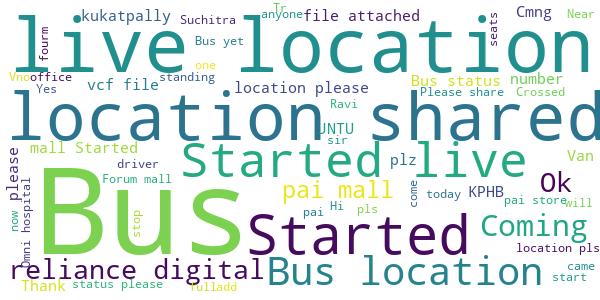 Tr
kukatpally Suchitra anyone file attached Cmng Near
live location
fourm Bus yet seats
one
Vno office vcf file standing location please Bus status number
Yes Please share Crossed
location shared
Ravi
UNTU
sir
mall Started Started live plz Van
please driver
Forum mall
Bus pai mall come today KPHB Ok
pai store will
now Omni hospital stop pai Hi pls
Started Coming
location pls
reliance digital Bus location came
start
Thank status please fulladd